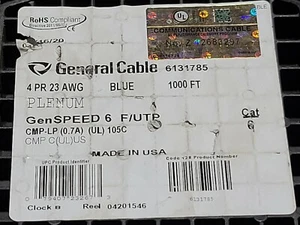 RoHS Compliant
UL
COMMUNICATIONS CABLE
General Cable 6131785
4 PR 23 AWG BLUE 1000 FT
PLENUM
GenSPEED 6 F/UTP Cat
CMP-LP (0.7A) (UL) 105C 6
CMP C(UL)US
MADE IN USA
UPC Product Identifier Code 128 Product Number
6131785
Clock # Reel 04201546